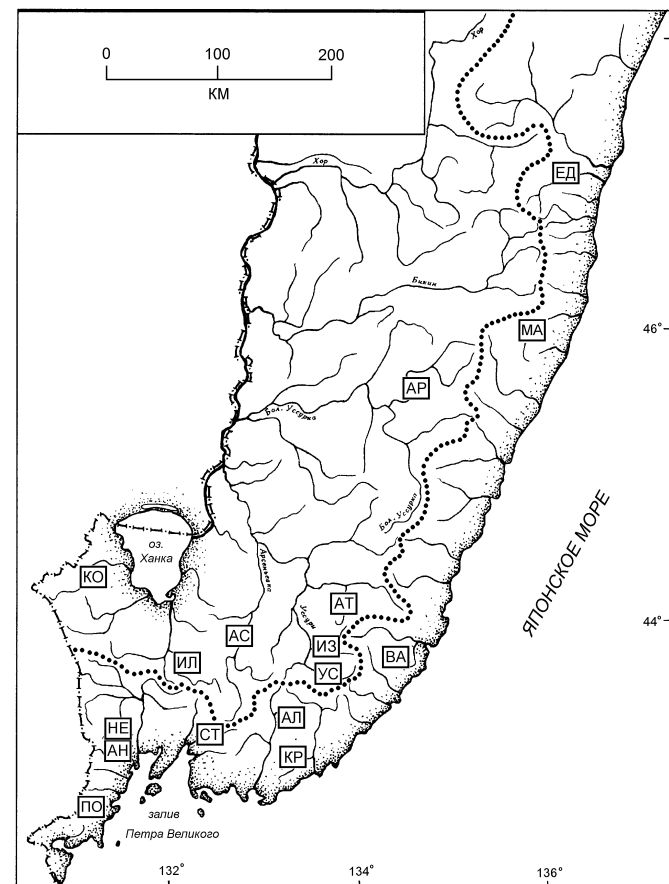 0 100 200
КМ
Хор
Хор
ЕД
Бикин
МА
46°
АР
Бол. Уссурка
Бол. Уссурка
ЯПОНСКОЕ МОРЕ
оз.
Ханка
Арсеньевка
КО
Уссури
АТ
44°
АС
ИЗ
ВА
ИЛ
УС
АЛ
НЕ
СТ
АН
КР
ПО
залив
Петра Великого
132° 134° 136°